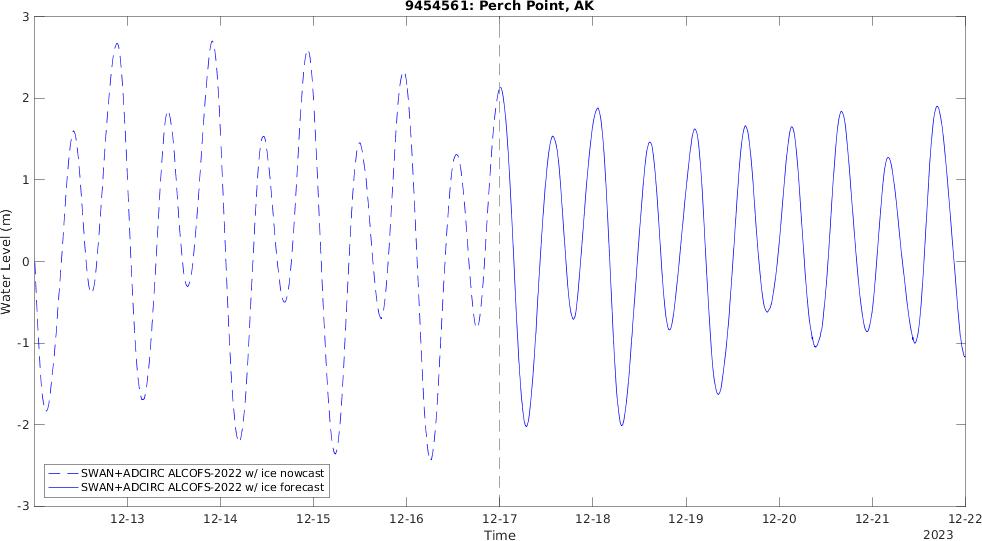 9454561: Perch Point, AK
3
2
1
0
-1
-2
-3
Water Level (m)
SWAN+ADCIRC ALCOFS-2022 w/ ice nowcast
SWAN+ADCIRC ALCOFS-2022 w/ ice forecast
12-13 12-14 12-15 12-16 12-17 12-18 12-19 12-20 12-21 12-22
Time
2023